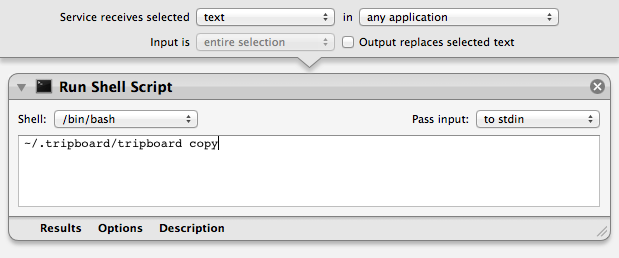 Service receives selected text in any application
Input is entire selection Output replaces selected text
Run Shell Script
Shell: /bin/bash Pass input: to stdin
~/.tripboard/tripboard copy
Results Options Description